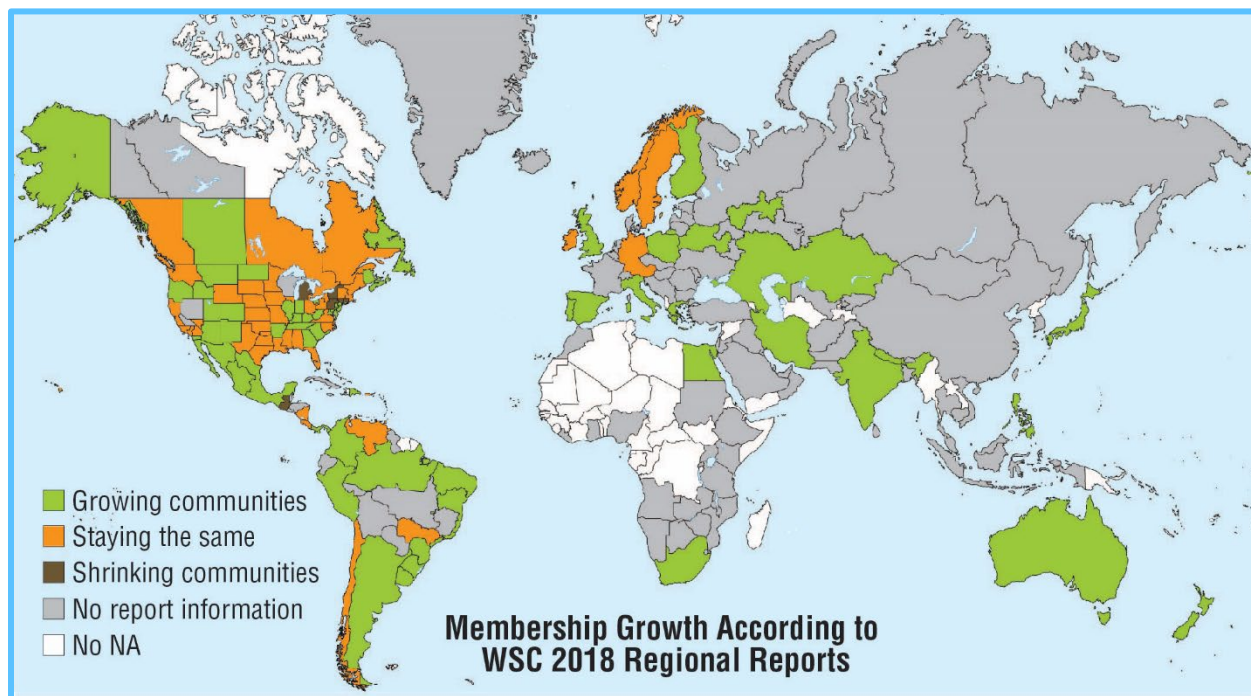 Growing communities
Staying the same
Shrinking communities
No report information
No NA
Membership Growth According to
WSC 2018 Regional Reports